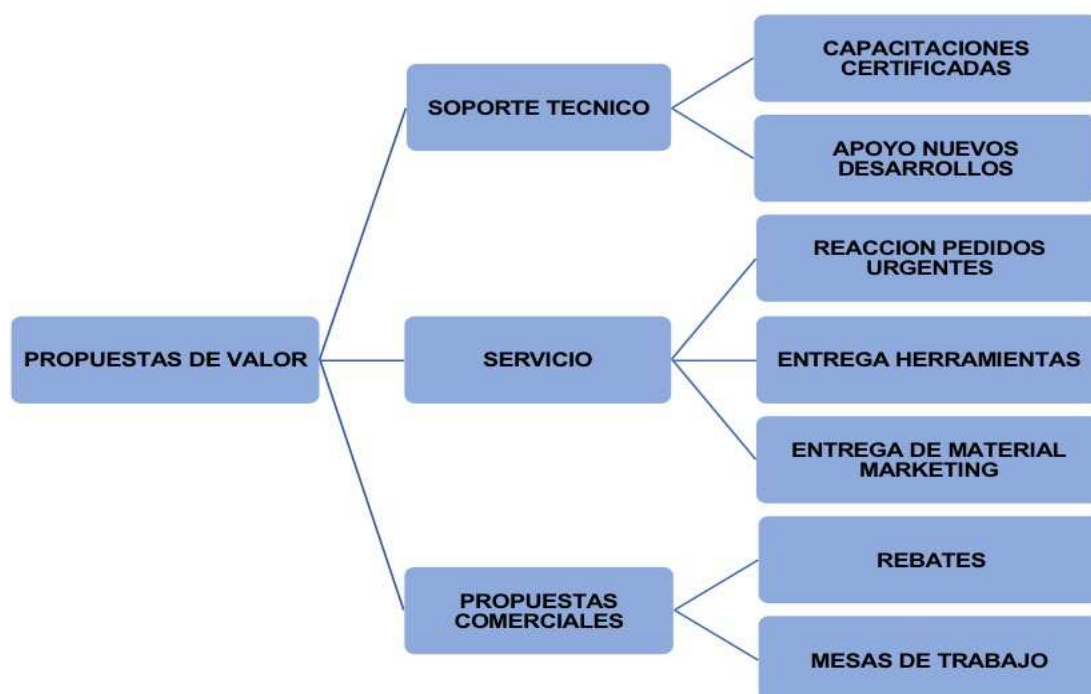 CAPACITACIONES
CERTIFICADAS
SOPORTE TECNICO
APOYO NUEVOS
DESARROLLOS
REACCION PEDIDOS
URGENTES
PROPUESTAS DE VALOR
SERVICIO
ENTREGA HERRAMIENTAS
ENTREGA DE MATERIAL
MARKETING
REBATES
PROPUESTAS
COMERCIALES
MESAS DE TRABAJO